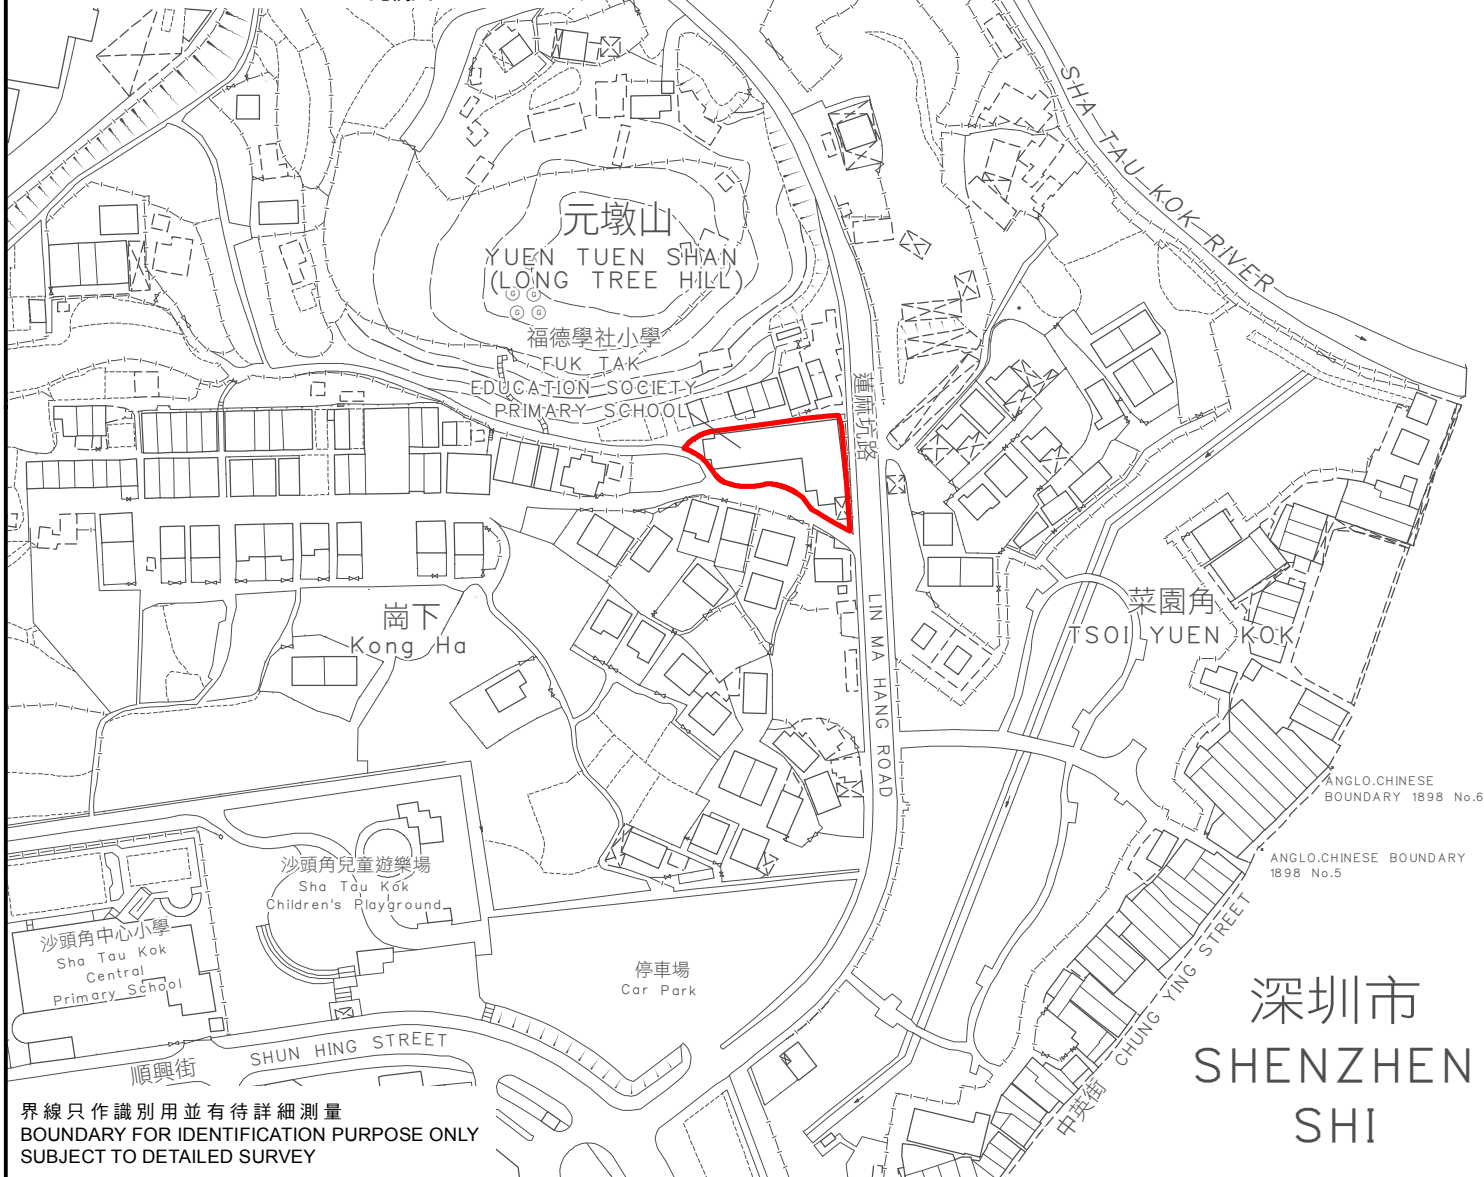 SHA TAU KOK RIVER
元墩山
YUEN TUEN SHAN
(LONG TREE HILL)
G G
G G
福德學社小學
FUK TAK
EDUCATION SOCIETY
PRIMARY SCHOOL
蓮麻坑路
LIN MA HANG ROAD
崗下
Kong Ha
菜園角
TSOI YUEN KOK
ANGLO.CHINESE
BOUNDARY 1898 No.6
ANGLO.CHINESE BOUNDARY
1898 No.5
沙頭角兒童遊樂場
Sha Tau Kok
Children's Playground
沙頭角中心小學
Sha Tau Kok
Central
Primary School
停車場
Car Park
中英街 CHUNG YING STREET
深圳市
SHENZHEN
SHI
順興街
SHUN HING STREET
界線只作識別用並有待詳細測量
BOUNDARY FOR IDENTIFICATION PURPOSE ONLY
SUBJECT TO DETAILED SURVEY